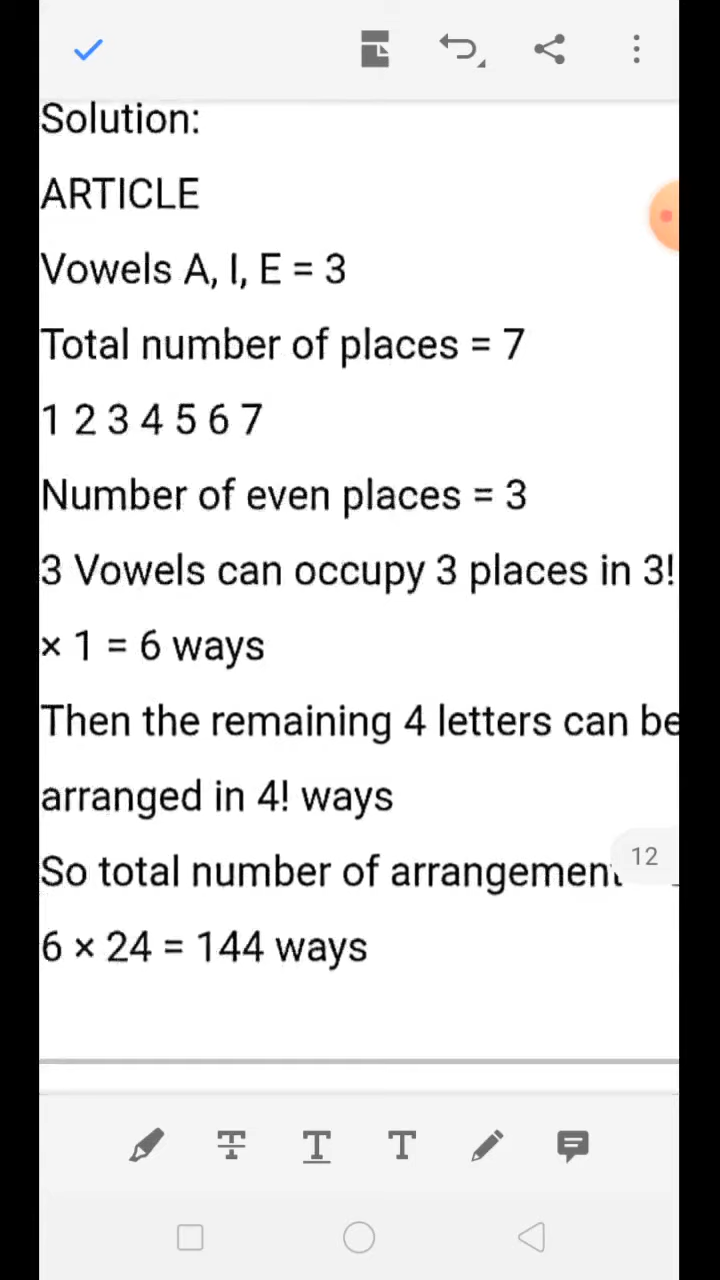 Solution:
ARTICLE
Vowels A, I, E = 3
Total number of places = 7
1 2 3 4 5 6 7
Number of even places = 3
3 Vowels can occupy 3 places in 3!
× 1 = 6 ways
Then the remaining 4 letters can be
arranged in 4! ways
12
So total number of arrangement
6 × 24 = 144 ways
T
T
T